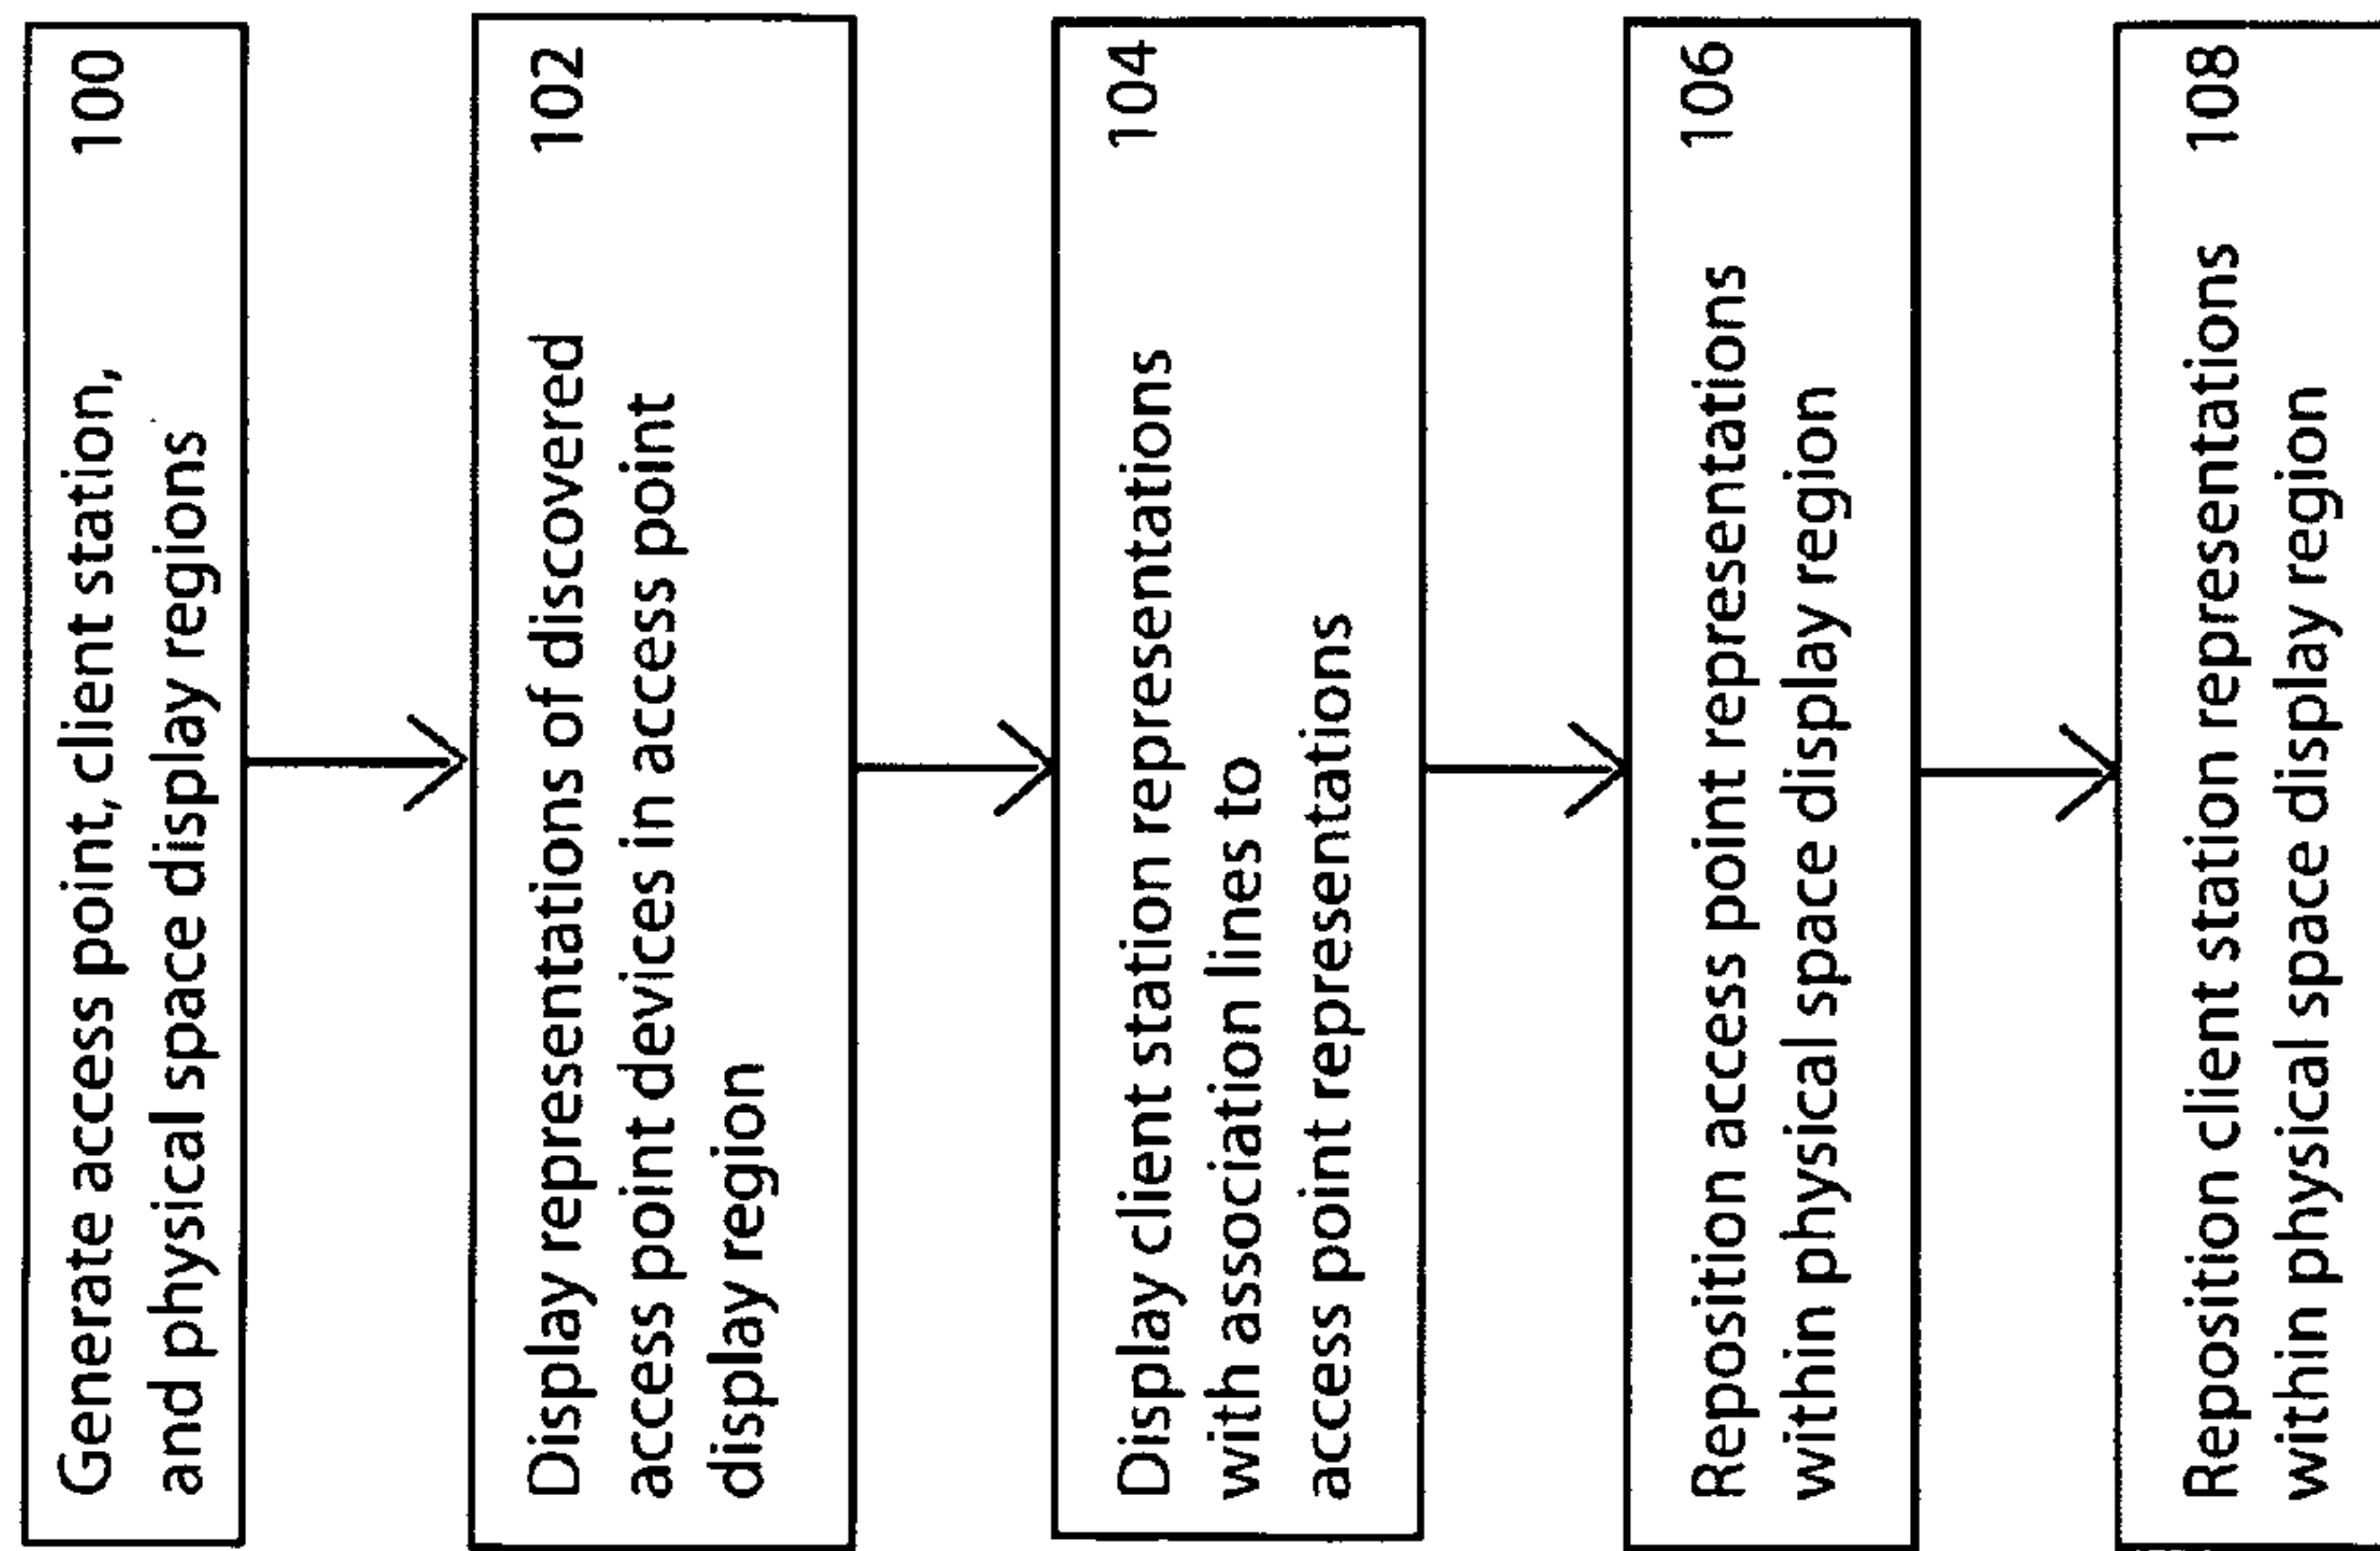 Generate access point, client station, 100
and physical space display regions
Display representations of discovered 102
access point devices in access point
display region
Display client station representations 104
with association lines to
access point representations
Reposition access point representations 106
within physical space display region
Reposition client station representations 108
within physical space display region